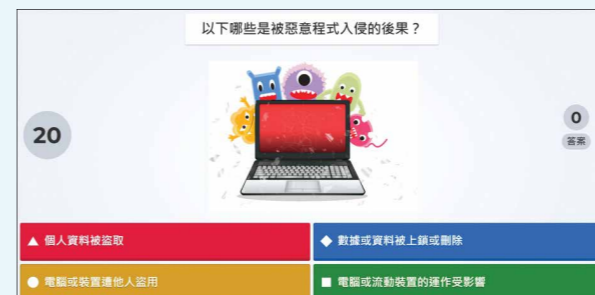 以下哪些是被惡意程式入侵的後果？
20
0
答案
▲ 個人資料被盜取
◆ 數據或資料被上鎖或刪除
● 電腦或裝置遭他人盜用
■ 電腦或流動裝置的運作受影響